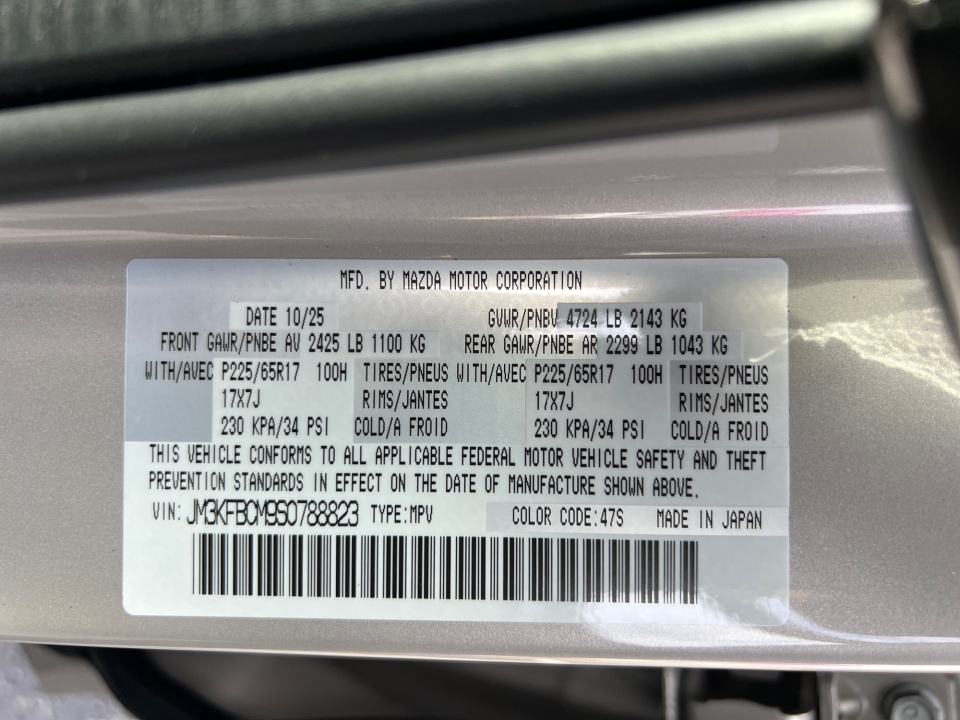 MFD. BY MAZDA MOTOR CORPORATION
DATE 10/25 GVWR/PNBV 4724 LB 2143 KG
FRONT GAWR/PNBE AV 2425 LB 1100 KG REAR GAWR/PNBE AR 2299 LB 1043 KG
WITH/AVEC P225/65R17 100H TIRES/PNEUS WITH/AVEC P225/65R17 100H TIRES/PNEUS
17X7J RIMS/JANTES 17X7J RIMS/JANTES
230 KPA/34 PSI COLD/A FROID 230 KPA/34 PSI COLD/A FROID
THIS VEHICLE CONFORMS TO ALL APPLICABLE FEDERAL MOTOR VEHICLE SAFETY AND THEFT
PREVENTION STANDARDS IN EFFECT ON THE DATE OF MANUFACTURE SHOWN ABOVE.
VIN: JM3KFBCM9S0788823 TYPE:MPV COLOR CODE:47S MADE IN JAPAN